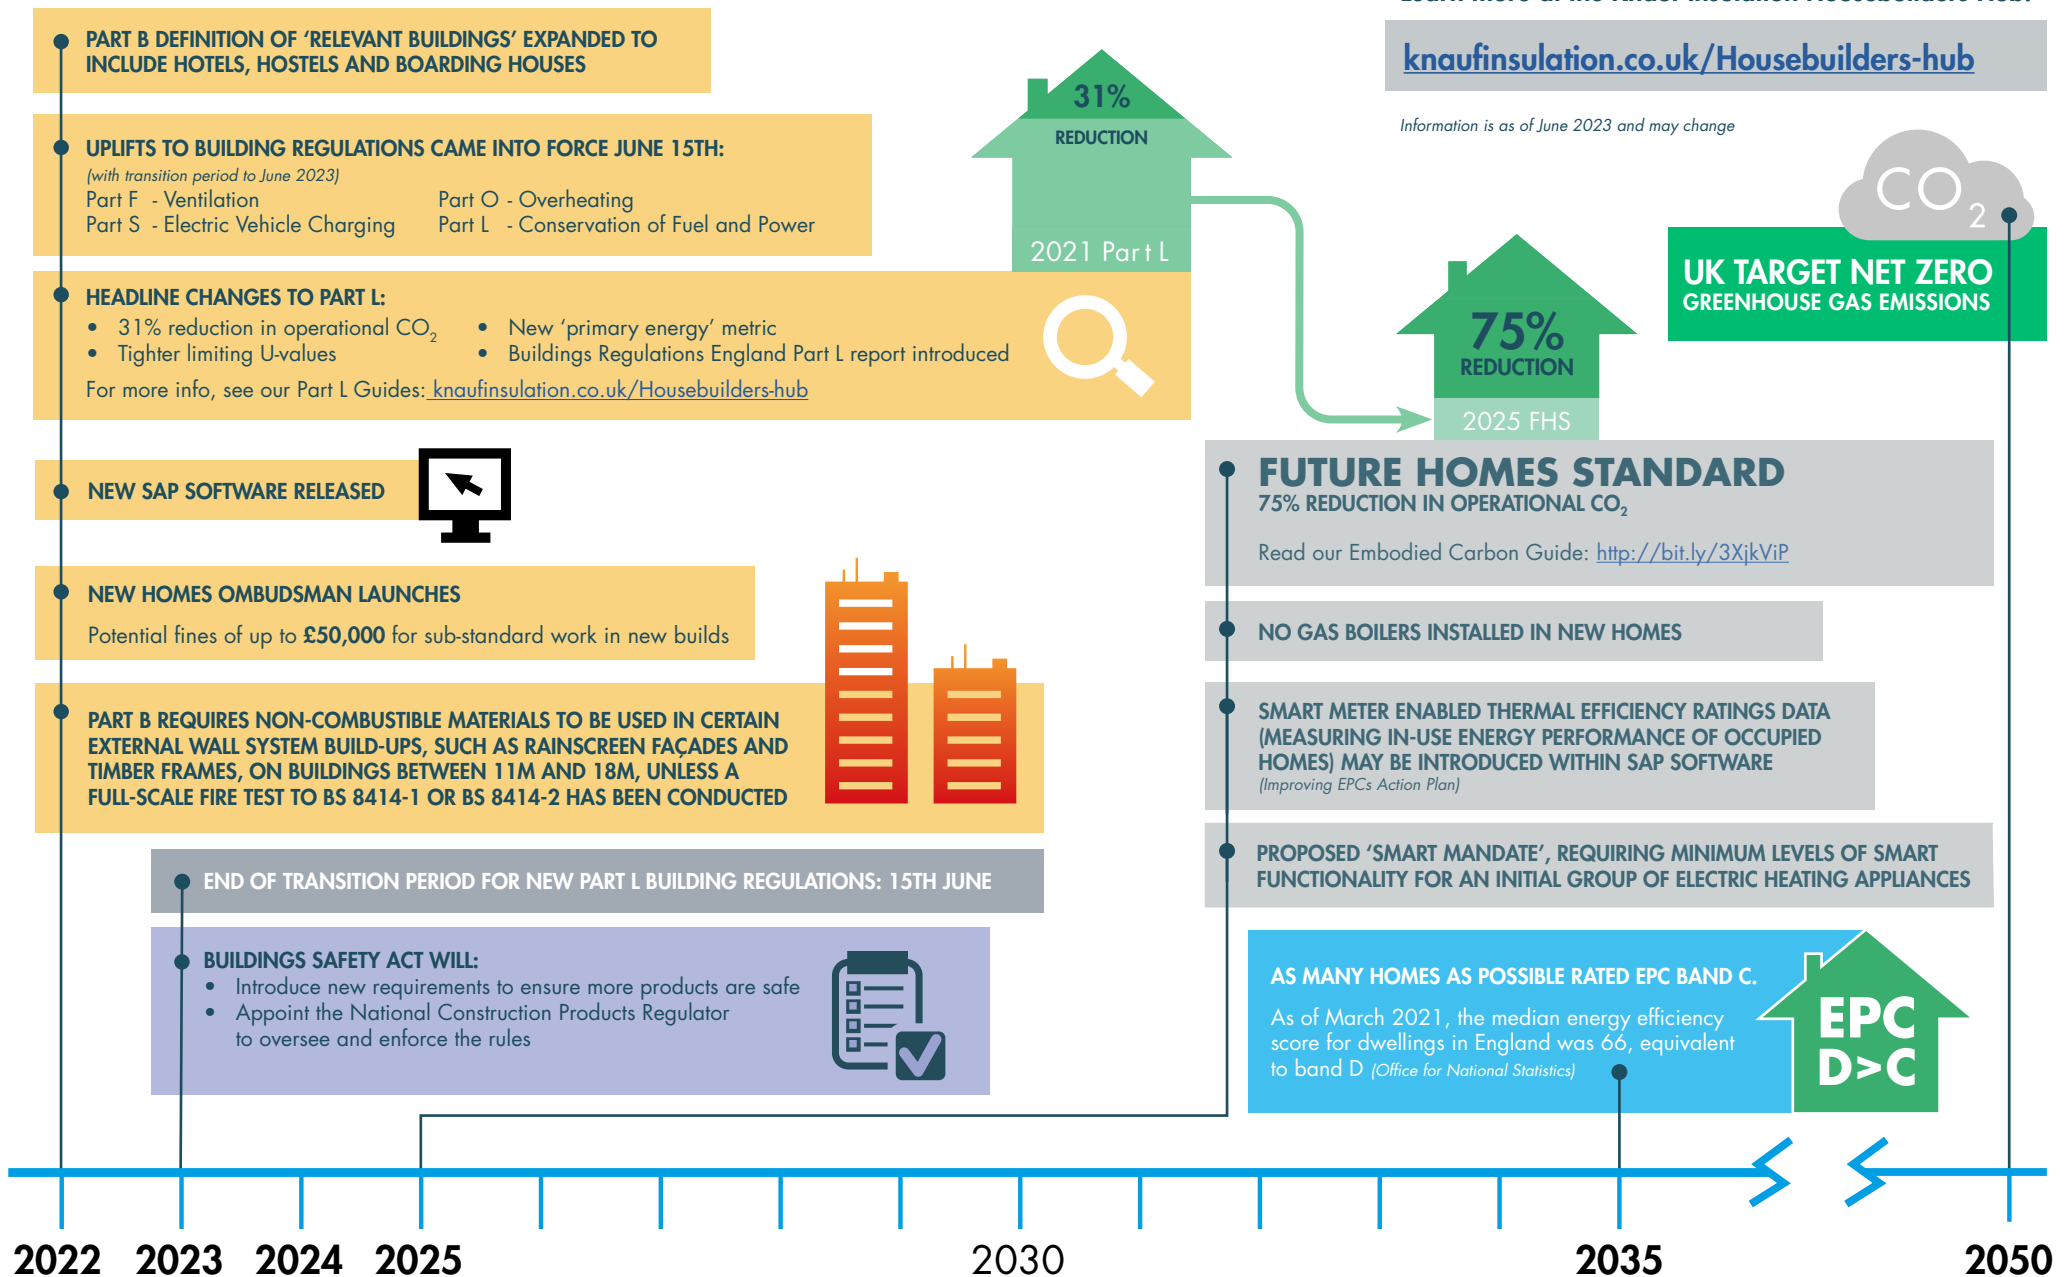 PART B DEFINITION OF ‘RELEVANT BUILDINGS’ EXPANDED TO
INCLUDE HOTELS, HOSTELS AND BOARDING HOUSES
UPLIFTS TO BUILDING REGULATIONS CAME INTO FORCE JUNE 15TH:
(with transition period to June 2023)
Part F - Ventilation
Part O - Overheating
Part S - Electric Vehicle Charging
Part L - Conservation of Fuel and Power
HEADLINE CHANGES TO PART L:
• 31% reduction in operational CO2
• New ‘primary energy’ metric
• Tighter limiting U-values
• Buildings Regulations England Part L report introduced
For more info, see our Part L Guides: knaufinsulation.co.uk/Housebuilders-hub
NEW SAP SOFTWARE RELEASED
NEW HOMES OMBUDSMAN LAUNCHES
Potential fines of up to £50,000 for sub-standard work in new builds
PART B REQUIRES NON-COMBUSTIBLE MATERIALS TO BE USED IN CERTAIN
EXTERNAL WALL SYSTEM BUILD-UPS, SUCH AS RAINSCREEN FAÇADES AND
TIMBER FRAMES, ON BUILDINGS BETWEEN 11M AND 18M, UNLESS A
FULL-SCALE FIRE TEST TO BS 8414-1 OR BS 8414-2 HAS BEEN CONDUCTED
END OF TRANSITION PERIOD FOR NEW PART L BUILDING REGULATIONS: 15TH JUNE
BUILDINGS SAFETY ACT WILL:
• Introduce new requirements to ensure more products are safe
• Appoint the National Construction Products Regulator
to oversee and enforce the rules
31%
REDUCTION
2021 Part L
knaufinsulation.co.uk/Housebuilders-hub
Information is as of June 2023 and may change
CO2
UK TARGET NET ZERO
GREENHOUSE GAS EMISSIONS
75%
REDUCTION
2025 FHS
FUTURE HOMES STANDARD
75% REDUCTION IN OPERATIONAL CO2
Read our Embodied Carbon Guide: http://bit.ly/3XjkViP
NO GAS BOILERS INSTALLED IN NEW HOMES
SMART METER ENABLED THERMAL EFFICIENCY RATINGS DATA
(MEASURING IN-USE ENERGY PERFORMANCE OF OCCUPIED
HOMES) MAY BE INTRODUCED WITHIN SAP SOFTWARE
(Improving EPCs Action Plan)
PROPOSED ‘SMART MANDATE’, REQUIRING MINIMUM LEVELS OF SMART
FUNCTIONALITY FOR AN INITIAL GROUP OF ELECTRIC HEATING APPLIANCES
AS MANY HOMES AS POSSIBLE RATED EPC BAND C.
As of March 2021, the median energy efficiency
score for dwellings in England was 66, equivalent
to band D (Office for National Statistics)
EPC
D>C
2022 2023 2024 2025 2030 2035 2050